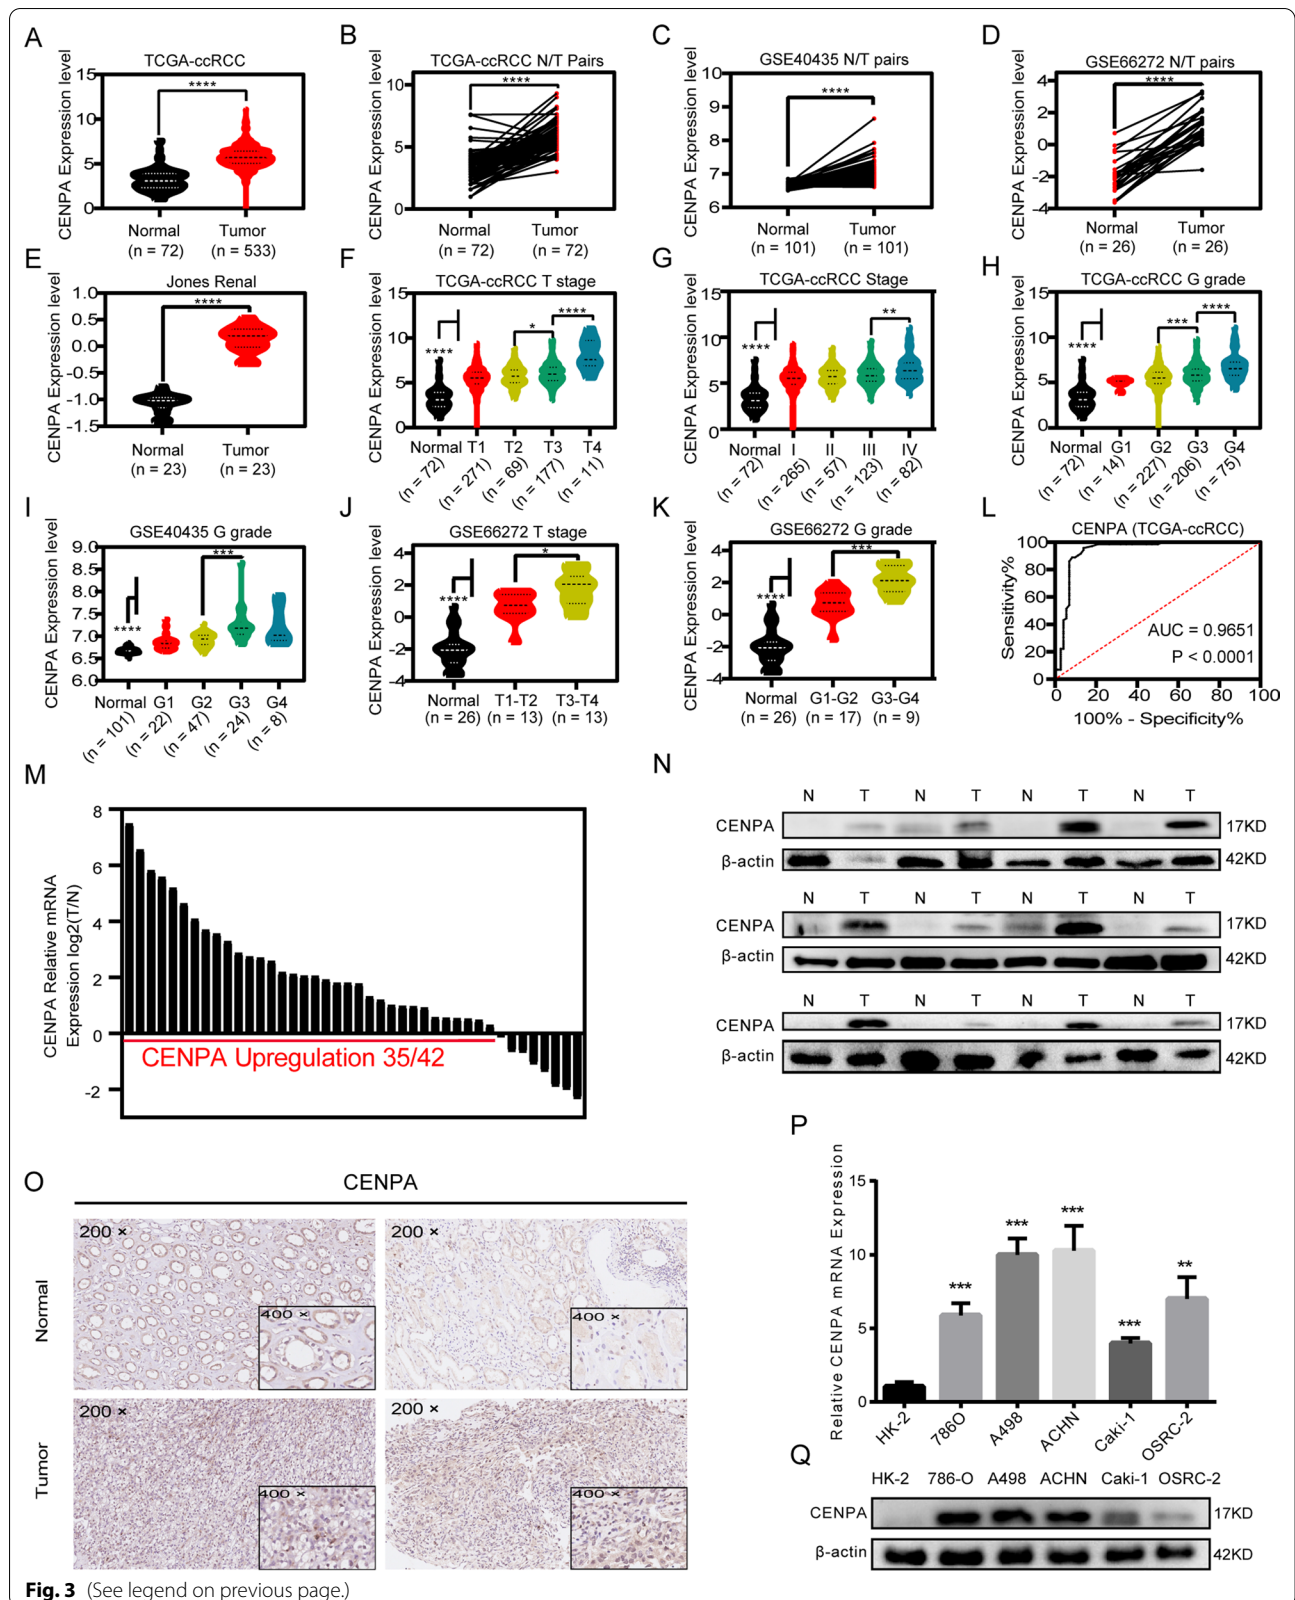 A
TCGA-ccRCC
CENPA Expression level
15
10
5
0
****
Normal
(n = 72)
Tumor
(n = 533)
B
TCGA-ccRCC N/T Pairs
CENPA Expression level
10
5
0
****
Normal
(n = 72)
Tumor
(n = 72)
C
GSE40435 N/T pairs
CENPA Expression level
10
9
8
7
6
****
Normal
(n = 101)
Tumor
(n = 101)
D
GSE66272 N/T pairs
CENPA Expression level
4
2
0
-2
-4
****
Normal
(n = 26)
Tumor
(n = 26)
E
Jones Renal
CENPA Expression level
1.0
0.5
0.0
-0.5
-1.0
-1.5
****
Normal
(n = 23)
Tumor
(n = 23)
F
TCGA-ccRCC T stage
CENPA Expression level
15
10
5
0
****
*
****
Normal T1 T2 T3 T4
(n = 72) (n = 271) (n = 69) (n = 177) (n = 11)
G
TCGA-ccRCC Stage
CENPA Expression level
15
10
5
0
****
**
Normal I II III IV
(n = 72) (n = 265) (n = 57) (n = 123) (n = 82)
H
TCGA-ccRCC G grade
CENPA Expression level
15
10
5
0
****
***
****
Normal G1 G2 G3 G4
(n = 72) (n = 14) (n = 227) (n = 206) (n = 75)
I
GSE40435 G grade
CENPA Expression level
9.0
8.5
8.0
7.5
7.0
6.5
6.0
****
***
Normal G1 G2 G3 G4
(n = 101) (n = 22) (n = 47) (n = 24) (n = 8)
J
GSE66272 T stage
CENPA Expression level
4
2
0
-2
-4
****
*
Normal T1-T2 T3-T4
(n = 26) (n = 13) (n = 13)
K
GSE66272 G grade
CENPA Expression level
4
2
0
-2
-4
****
***
Normal G1-G2 G3-G4
(n = 26) (n = 17) (n = 9)
L
CENPA (TCGA-ccRCC)
Sensitivity%
100
80
60
40
20
0
AUC = 0.9651
P < 0.0001
0 20 40 60 80 100
100% - Specificity%
M
CENPA Relative mRNA
Expression log2(T/N)
8
6
4
2
0
-2
CENPA Upregulation 35/42
N
N T N T N T N T
CENPA 17KD
β-actin 42KD
N T N T N T N T
CENPA 17KD
β-actin 42KD
N T N T N T N T
CENPA 17KD
β-actin 42KD
O
CENPA
Normal
200 ×
400 ×
200 ×
400 ×
Tumor
200 ×
400 ×
200 ×
400 ×
P
Relative CENPA mRNA Expression
15
10
5
0
***
***
***
***
**
HK-2 786O A498 ACHN Caki-1 OSRC-2
Q
HK-2 786-O A498 ACHN Caki-1 OSRC-2
CENPA 17KD
β-actin 42KD
Fig. 3 (See legend on previous page.)